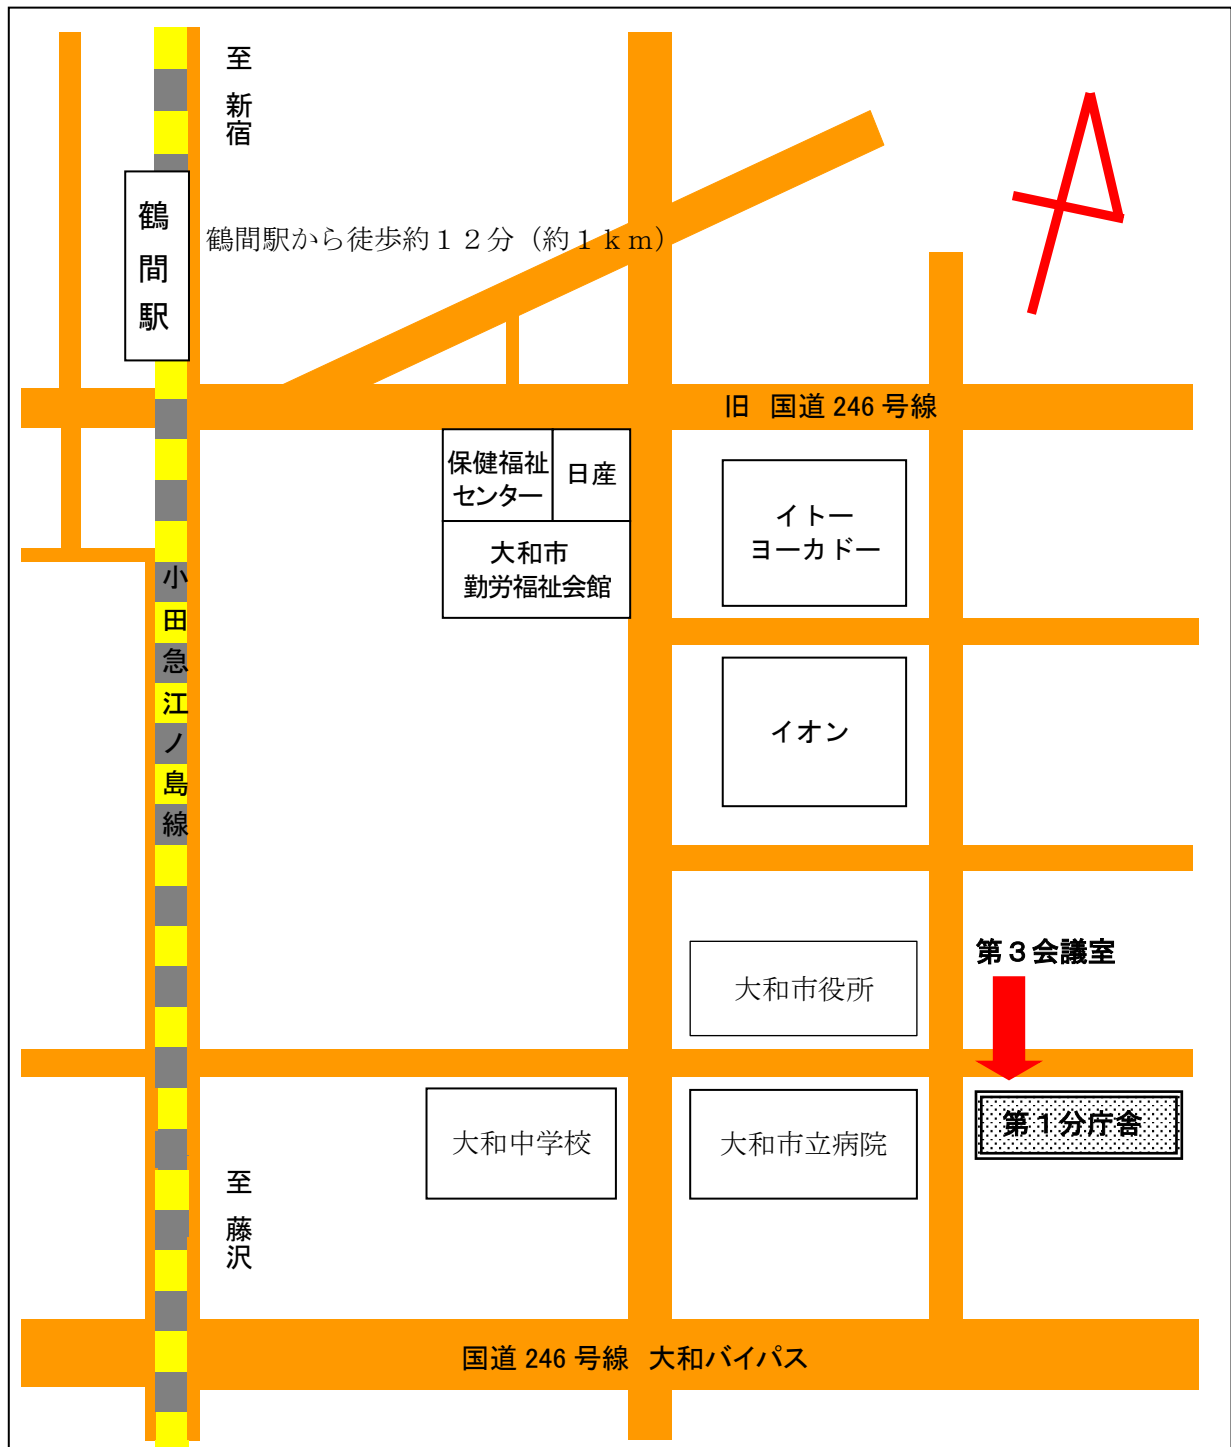 至 新宿
鶴間駅
鶴間駅から徒歩約１２分（約１ｋｍ）
旧 国道 246 号線
保健福祉
センター
日産
大和市
勤労福祉会館
イトー
ヨーカドー
小田急江ノ島線
イオン
第３会議室
大和市役所
大和中学校
大和市立病院
第１分庁舎
至 藤沢
国道 246 号線 大和バイパス